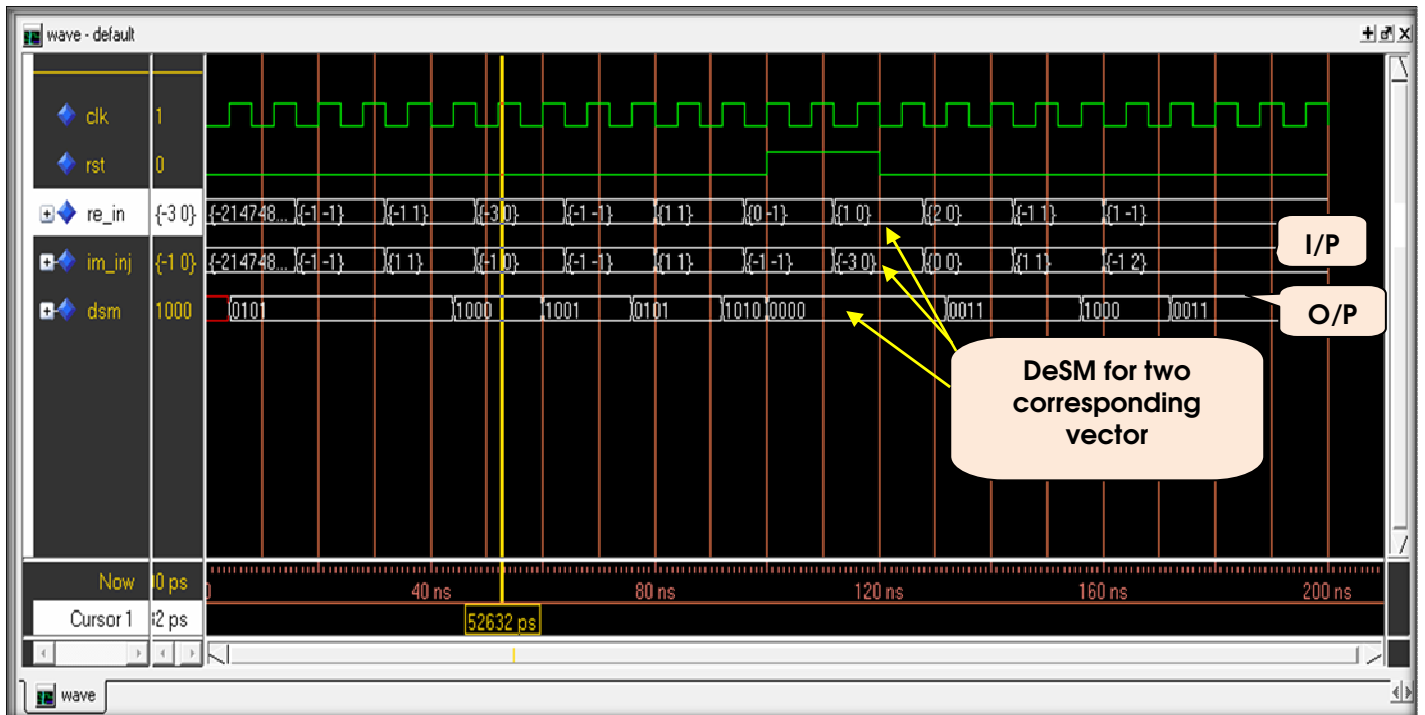 wave - default
clk 1
rst 0
re_in {-3 0} {-214748... {-1 -1} {-1 1} {-3 0} {-1 -1} {1 1} {0 -1} {1 0} {2 0} {-1 1} {1 -1}
im_inj {-1 0} {-214748... {-1 -1} {1 1} {-1 0} {-1 -1} {1 1} {-1 -1} {-3 0} {0 0} {1 1} {-1 2}
dsm 1000 0101 1000 1001 0101 1010 0000 0011 1000 0011
I/P
O/P
DeSM for two
corresponding
vector
Now 0 ps 40 ns 80 ns 120 ns 160 ns 200 ns
Cursor 1 2 ps 52632 ps
wave